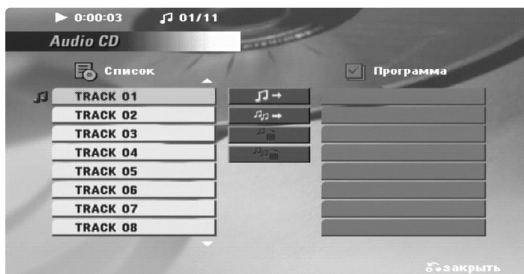 0:00:03 01/11
Audio CD
Список
Программа
TRACK 01
TRACK 02
TRACK 03
TRACK 04
TRACK 05
TRACK 06
TRACK 07
TRACK 08
закрыть